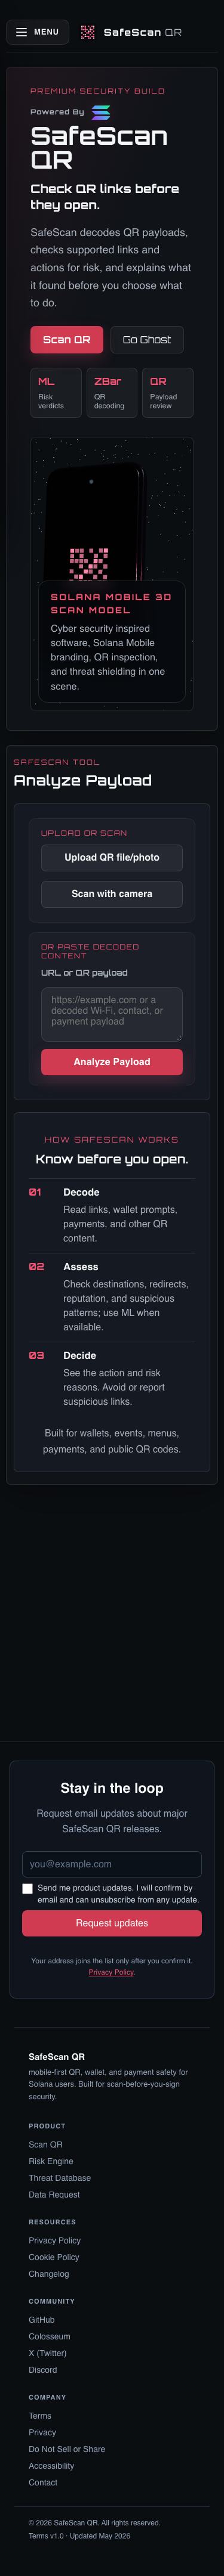 MENU
SafeScan QR
PREMIUM SECURITY BUILD
Powered By
SafeScan
QR
Check QR links before
they open.
SafeScan decodes QR payloads,
checks supported links and
actions for risk, and explains what
it found before you choose what
to do.
Scan QR
Go Ghost
ML
Risk
verdicts
ZBar
QR
decoding
QR
Payload
review
SOLANA MOBILE 3D
SCAN MODEL
Cyber security inspired
software, Solana Mobile
branding, QR inspection,
and threat shielding in one
scene.
SAFESCAN TOOL
Analyze Payload
UPLOAD OR SCAN
Upload QR file/photo
Scan with camera
OR PASTE DECODED
CONTENT
URL or QR payload
https://example.com or a
decoded Wi-Fi, contact, or
payment payload
Analyze Payload
HOW SAFESCAN WORKS
Know before you open.
01
Decode
Read links, wallet prompts,
payments, and other QR
content.
02
Assess
Check destinations, redirects,
reputation, and suspicious
patterns; use ML when
available.
03
Decide
See the action and risk
reasons. Avoid or report
suspicious links.
Built for wallets, events, menus,
payments, and public QR codes.
Stay in the loop
Request email updates about major
SafeScan QR releases.
you@example.com
Send me product updates. I will confirm by
email and can unsubscribe from any update.
Request updates
Your address joins the list only after you confirm it.
Privacy Policy.
SafeScan QR
mobile-first QR, wallet, and payment safety for
Solana users. Built for scan-before-you-sign
security.
PRODUCT
Scan QR
Risk Engine
Threat Database
Data Request
RESOURCES
Privacy Policy
Cookie Policy
Changelog
COMMUNITY
GitHub
Colosseum
X (Twitter)
Discord
COMPANY
Terms
Privacy
Do Not Sell or Share
Accessibility
Contact
© 2026 SafeScan QR. All rights reserved.
Terms v1.0 · Updated May 2026